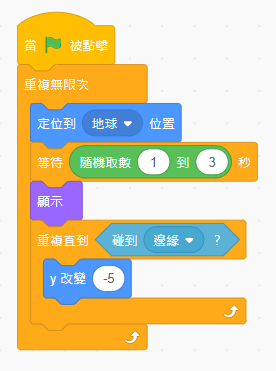 當 被點擊
重複無限次
定位到 地球 位置
等待 隨機取數 1 到 3 秒
顯示
重複直到 碰到 邊緣 ?
y 改變 -5